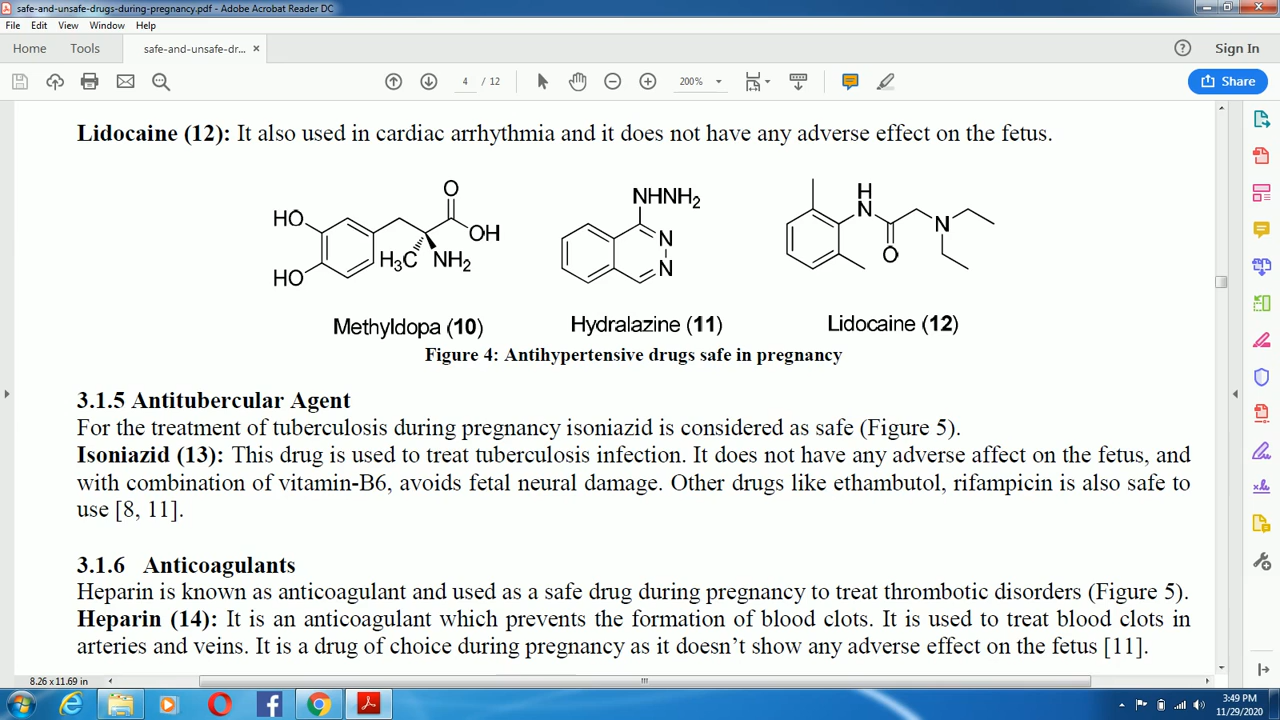 safe-and-unsafe-drugs-during-pregnancy.pdf - Adobe Acrobat Reader DC
File Edit View Window Help
Home Tools safe-and-unsafe-dr... × Sign In
4 / 12 200% Share
Lidocaine (12): It also used in cardiac arrhythmia and it does not have any adverse effect on the fetus.
HO HO O OH H₃C NH₂
NHNH₂ N N
H N O N
Methyldopa (10) Hydralazine (11) Lidocaine (12)
Figure 4: Antihypertensive drugs safe in pregnancy
3.1.5 Antitubercular Agent
For the treatment of tuberculosis during pregnancy isoniazid is considered as safe (Figure 5).
Isoniazid (13): This drug is used to treat tuberculosis infection. It does not have any adverse affect on the fetus, and
with combination of vitamin-B6, avoids fetal neural damage. Other drugs like ethambutol, rifampicin is also safe to
use [8, 11].
3.1.6 Anticoagulants
Heparin is known as anticoagulant and used as a safe drug during pregnancy to treat thrombotic disorders (Figure 5).
Heparin (14): It is an anticoagulant which prevents the formation of blood clots. It is used to treat blood clots in
arteries and veins. It is a drug of choice during pregnancy as it doesn't show any adverse effect on the fetus [11].
8.26 x 11.69 in
3:49 PM
11/29/2020